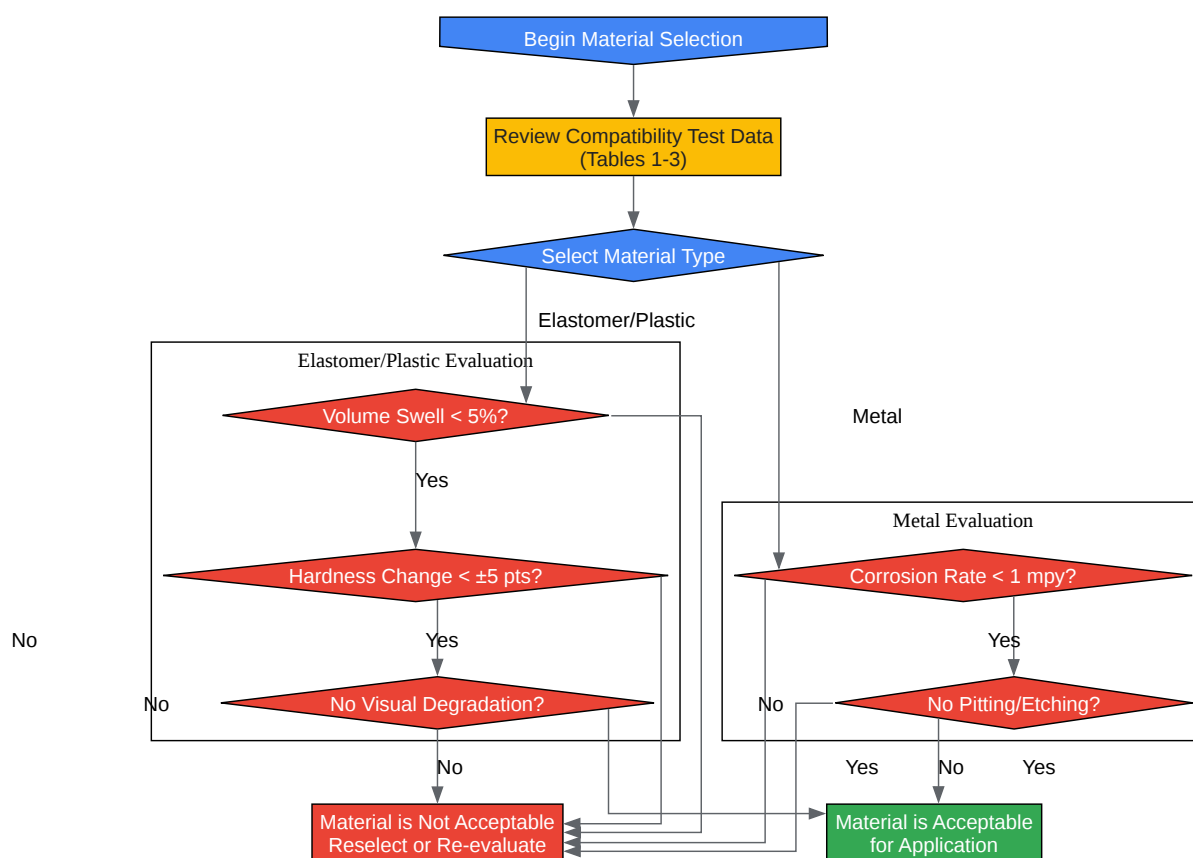 Begin Material Selection
Review Compatibility Test Data
(Tables 1-3)
Select Material Type
Elastomer/Plastic
Elastomer/Plastic Evaluation
Volume Swell < 5%?
Metal
Yes
Metal Evaluation
Hardness Change < ±5 pts?
Corrosion Rate < 1 mpy?
No
Yes
Yes
No
No Visual Degradation?
No
No Pitting/Etching?
No
Yes
No
Yes
Material is Not Acceptable
Reselect or Re-evaluate
Material is Acceptable
for Application